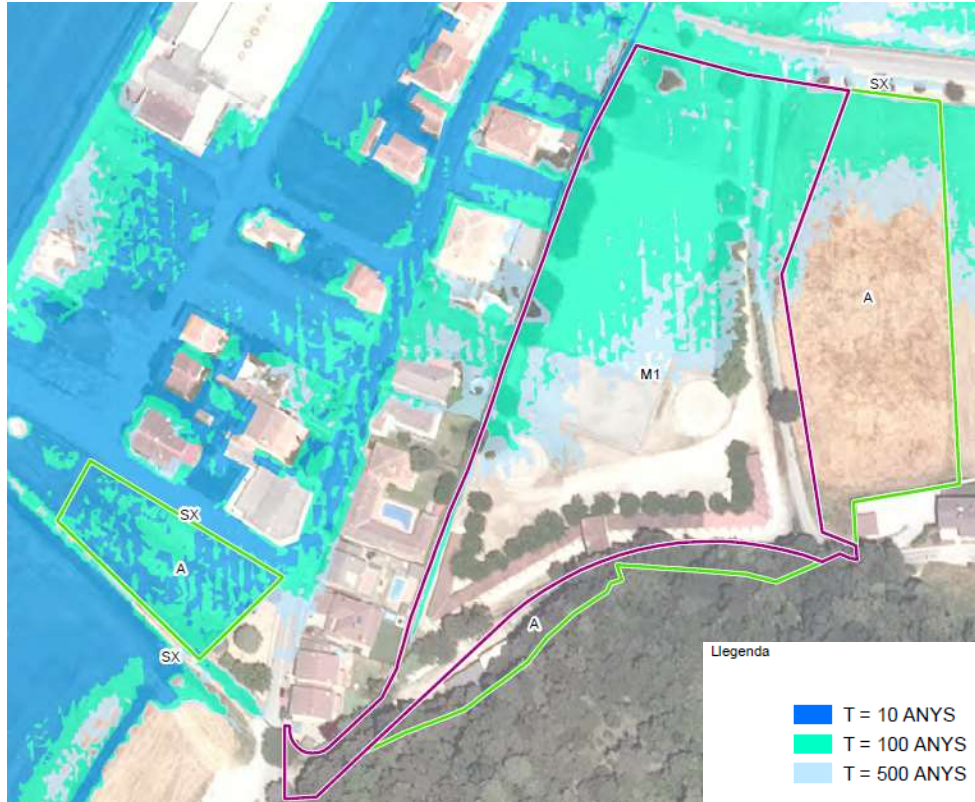 SX
A
M1
SX
A
SX
A
Llegenda
T = 10 ANYS
T = 100 ANYS
T = 500 ANYS